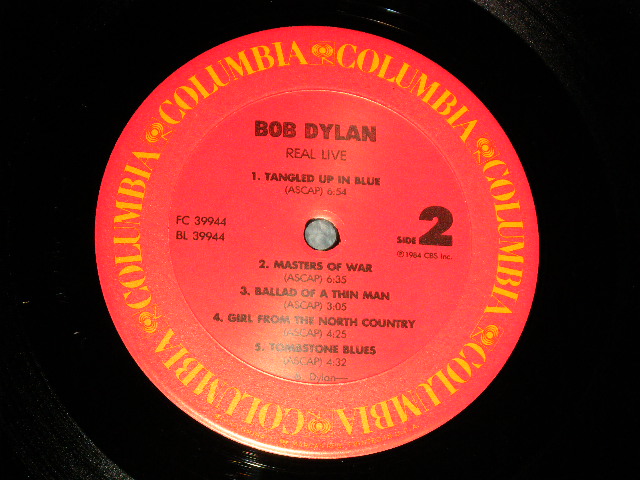 COLUMBIA COLUMBIA COLUMBIA COLUMBIA COLUMBIA COLUMBIA
BOB DYLAN
REAL LIVE
1. TANGLED UP IN BLUE
(ASCAP) 6:54
FC 39944
BL 39944
SIDE 2
℗1984 CBS Inc.
2. MASTERS OF WAR
(ASCAP) 6:35
3. BALLAD OF A THIN MAN
(ASCAP) 3:05
4. GIRL FROM THE NORTH COUNTRY
(ASCAP) 4:25
5. TOMBSTONE BLUES
(ASCAP) 4:32
Dylan—